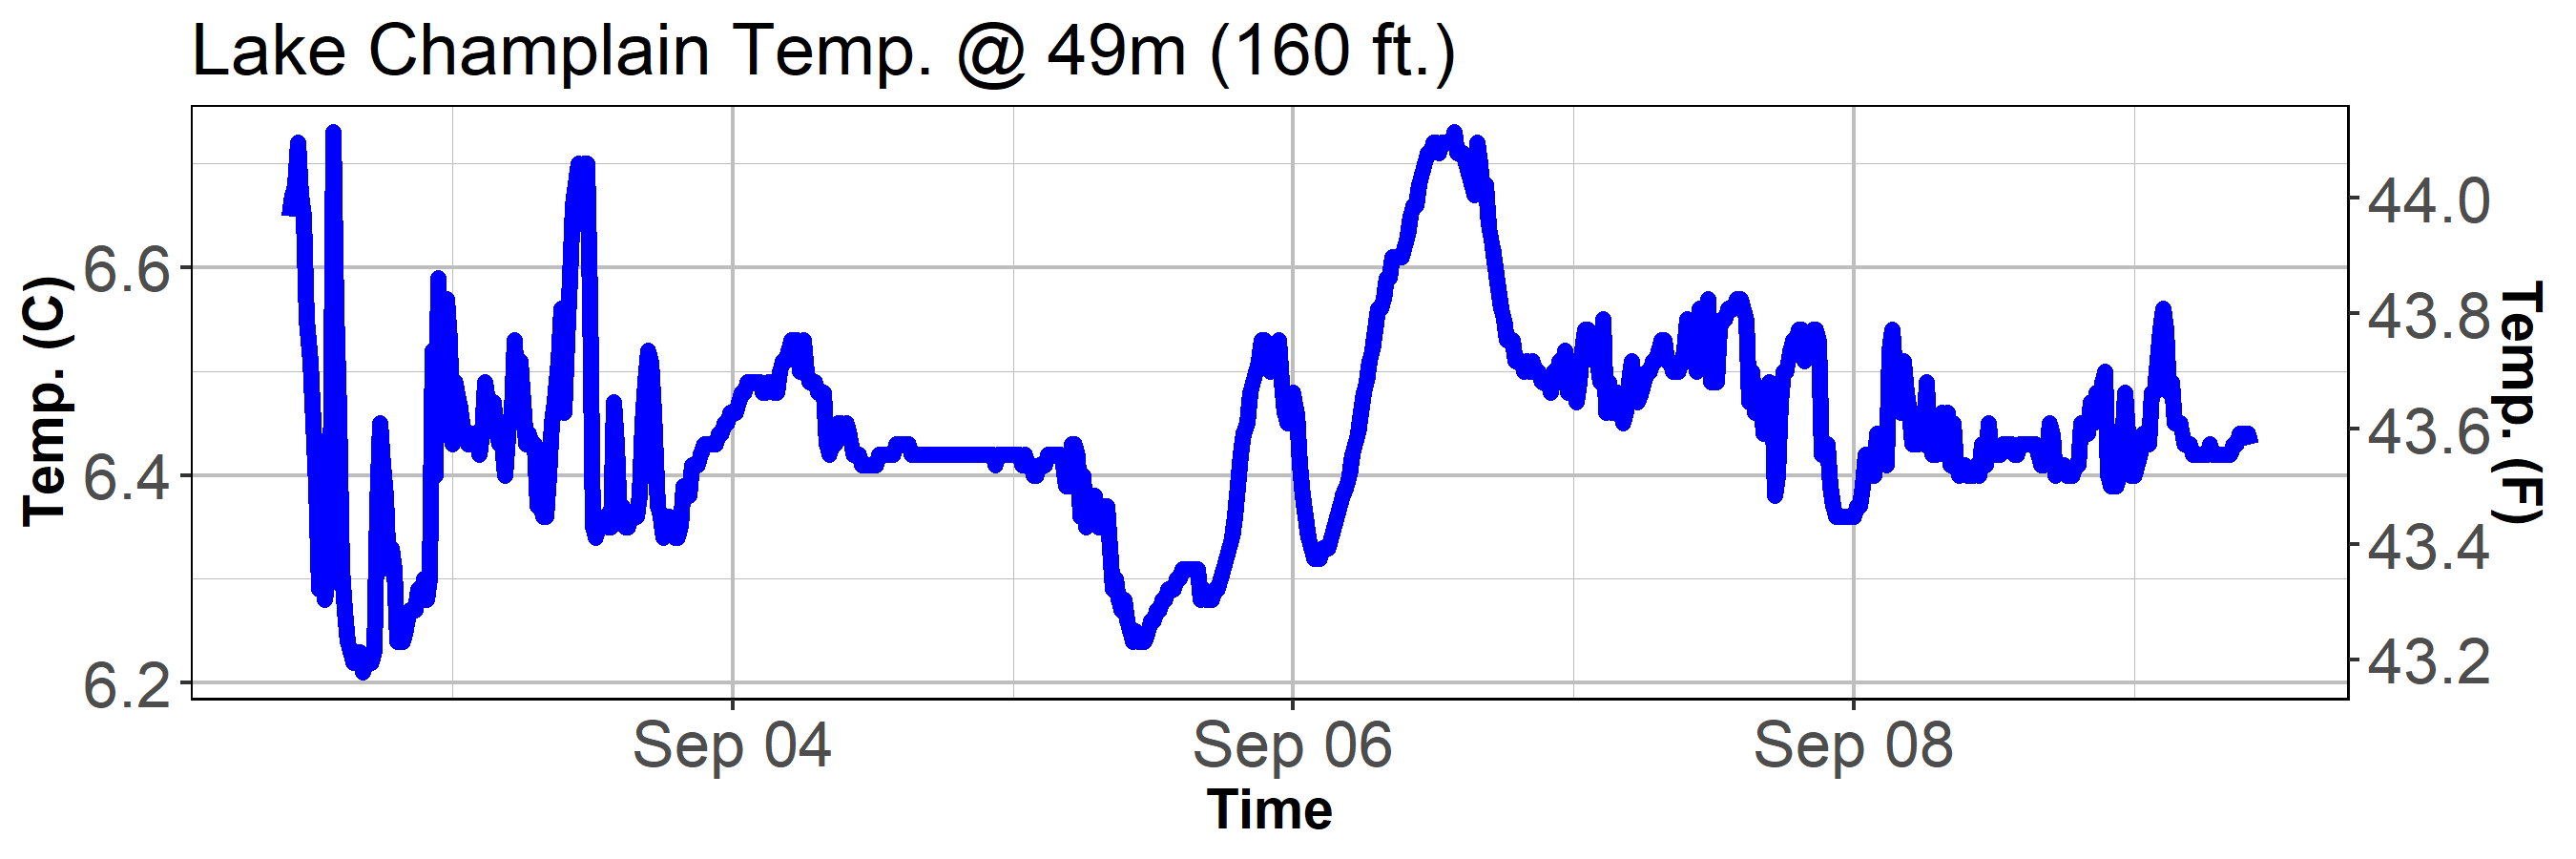 Lake Champlain Temp. @ 49m (160 ft.)
Temp. (C)
6.6
6.4
6.2
44.0
43.8
43.6
43.4
43.2
Temp. (F)
Sep 04 Sep 06 Sep 08
Time